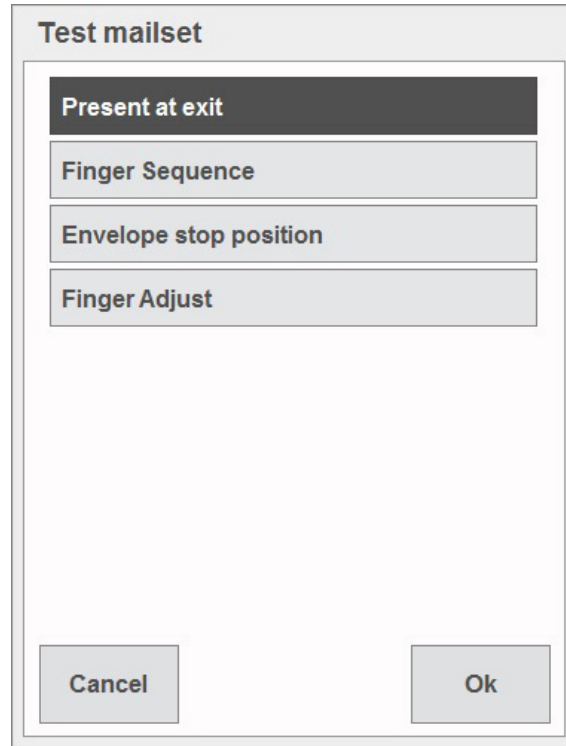 Test mailset
Present at exit
Finger Sequence
Envelope stop position
Finger Adjust
Cancel
Ok